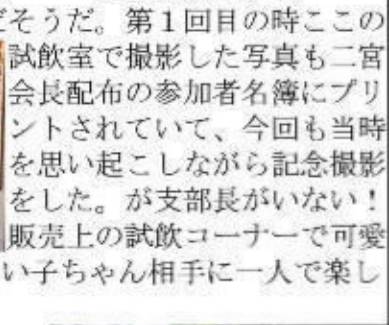 だそうだ。第１回目の時ここの
試飲室で撮影した写真も二宮
会長配布の参加者名簿にプリ
ントされていて、今回も当時
を思い起こしながら記念撮影
をした。が支部長がいない！
販売上の試飲コーナーで可愛
い子ちゃん相手に一人で楽し